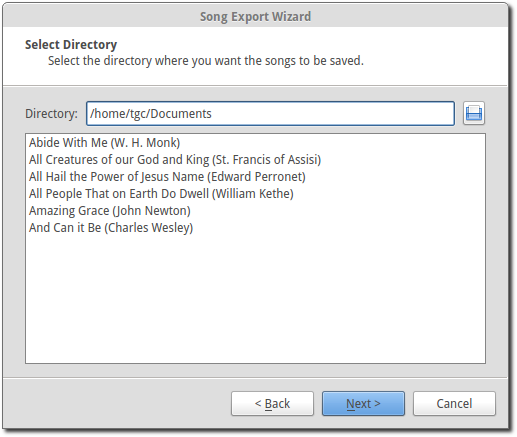 Song Export Wizard
Select Directory
Select the directory where you want the songs to be saved.
Directory: /home/tgc/Documents
Abide With Me (W. H. Monk)
All Creatures of our God and King (St. Francis of Assisi)
All Hail the Power of Jesus Name (Edward Perronet)
All People That on Earth Do Dwell (William Kethe)
Amazing Grace (John Newton)
And Can it Be (Charles Wesley)
< Back Next > Cancel